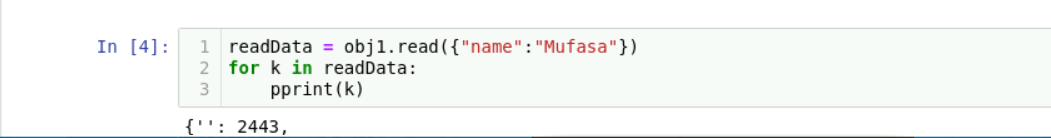 In [4]:
1 readData = obj1.read({"name":"Mufasa"})
2 for k in readData:
3     pprint(k)
{'': 2443,